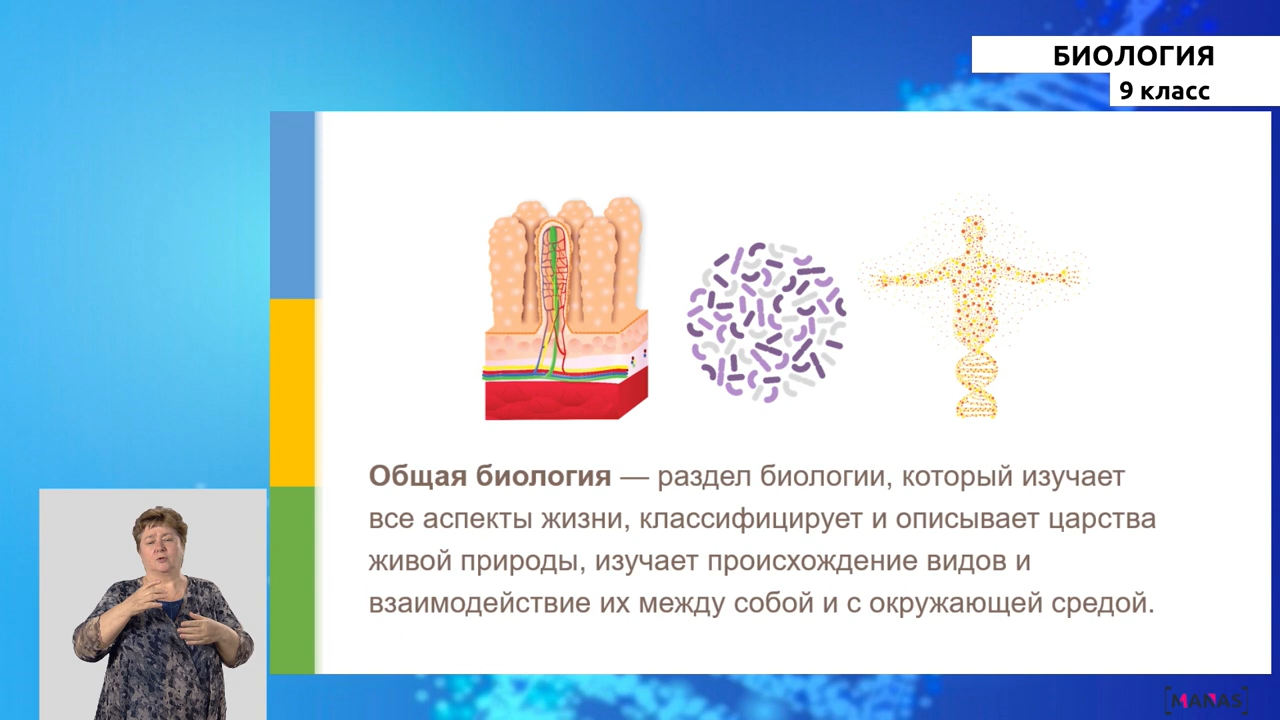 БИОЛОГИЯ
9 класс
Общая биология — раздел биологии, который изучает
все аспекты жизни, классифицирует и описывает царства
живой природы, изучает происхождение видов и
взаимодействие их между собой и с окружающей средой.
[MANAS]